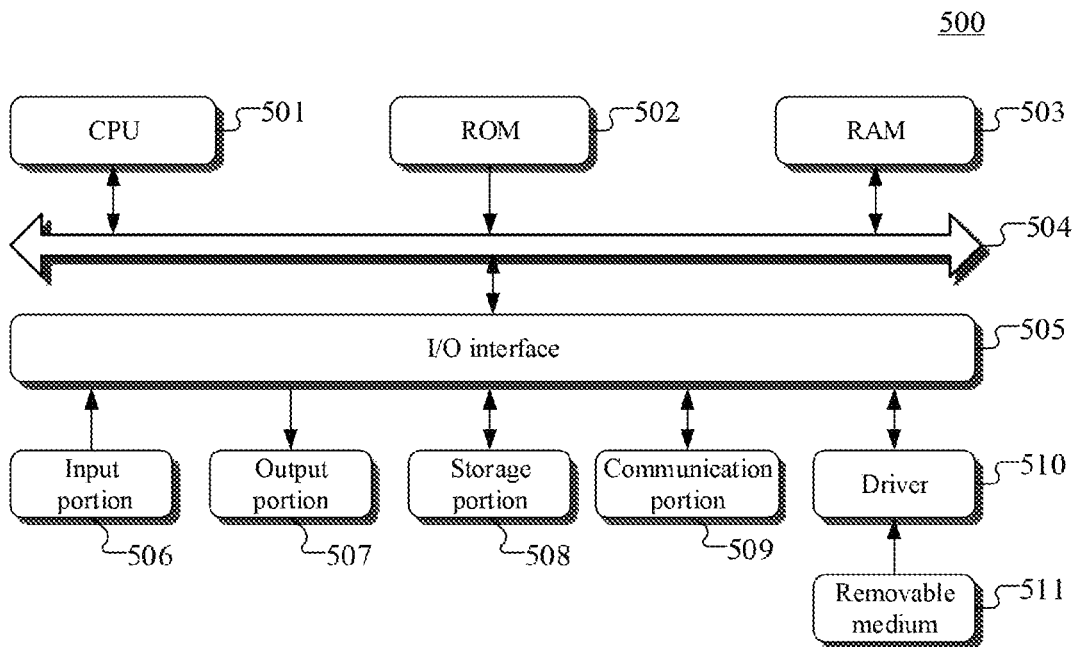 500
CPU
501
ROM
502
RAM
503
504
I/O interface
505
Input
portion
506
Output
portion
507
Storage
portion
508
Communication
portion
509
Driver
510
Removable
medium
511